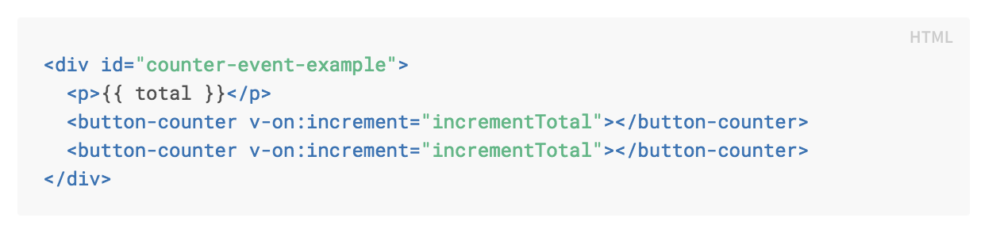 HTML
<div id="counter-event-example">
  <p>{{ total }}</p>
  <button-counter v-on:increment="incrementTotal"></button-counter>
  <button-counter v-on:increment="incrementTotal"></button-counter>
</div>